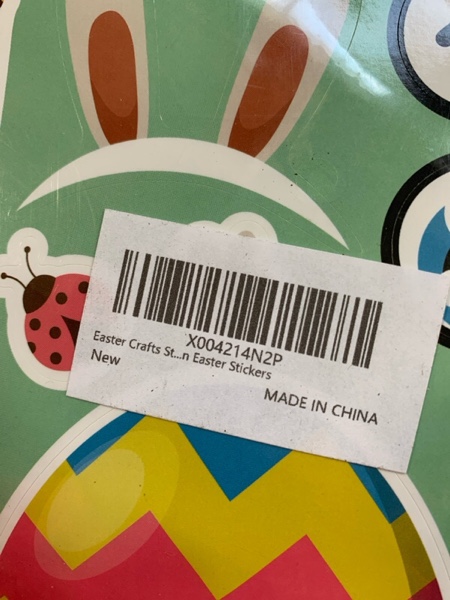 X004214N2P
Easter Crafts St...n Easter Stickers
New
MADE IN CHINA